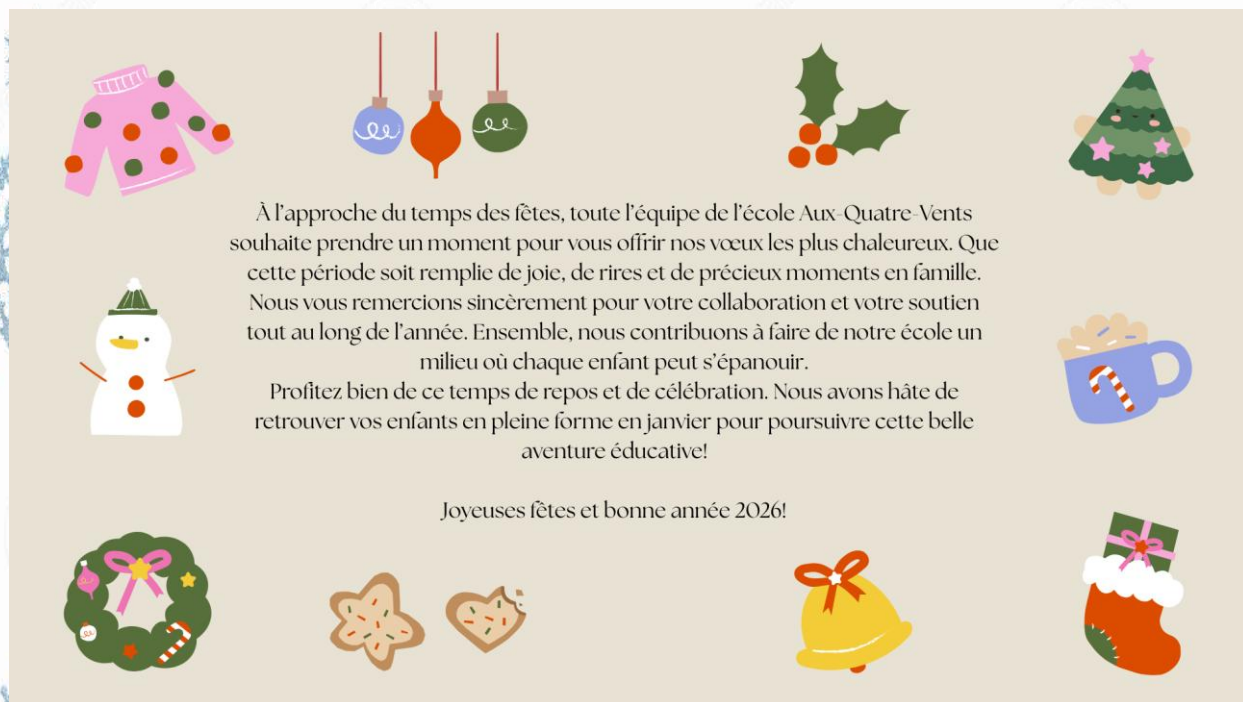 À l'approche du temps des fêtes, toute l'équipe de l'école Aux-Quatre-Vents
souhaite prendre un moment pour vous offrir nos vœux les plus chaleureux. Que
cette période soit remplie de joie, de rires et de précieux moments en famille.
Nous vous remercions sincèrement pour votre collaboration et votre soutien
tout au long de l'année. Ensemble, nous contribuons à faire de notre école un
milieu où chaque enfant peut s'épanouir.
Profitez bien de ce temps de repos et de célébration. Nous avons hâte de
retrouver vos enfants en pleine forme en janvier pour poursuivre cette belle
aventure éducative!
Joyeuses fêtes et bonne année 2026!